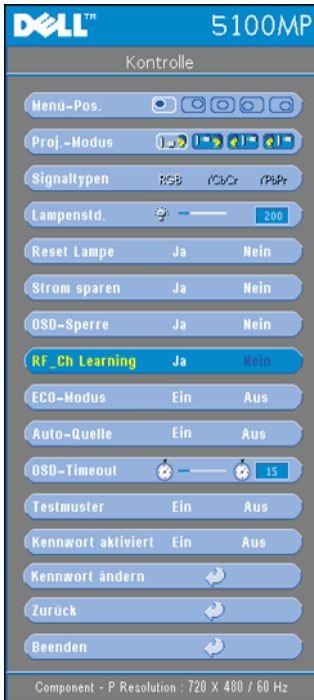 DELL™ 5100MP
Kontrolle
Menü-Pos.
Proj.-Modus
Signaltypen RGB YCbCr YPbPr
Lampenstd. 200
Reset Lampe Ja Nein
Strom sparen Ja Nein
OSD-Sperre Ja Nein
RF_Ch Learning Ja Nein
ECO-Modus Ein Aus
Auto-Quelle Ein Aus
OSD-Timeout 15
Testmuster Ein Aus
Kennwort aktiviert Ein Aus
Kennwort ändern
Zurück
Beenden
Component - P Resolution : 720 X 480 / 60 Hz